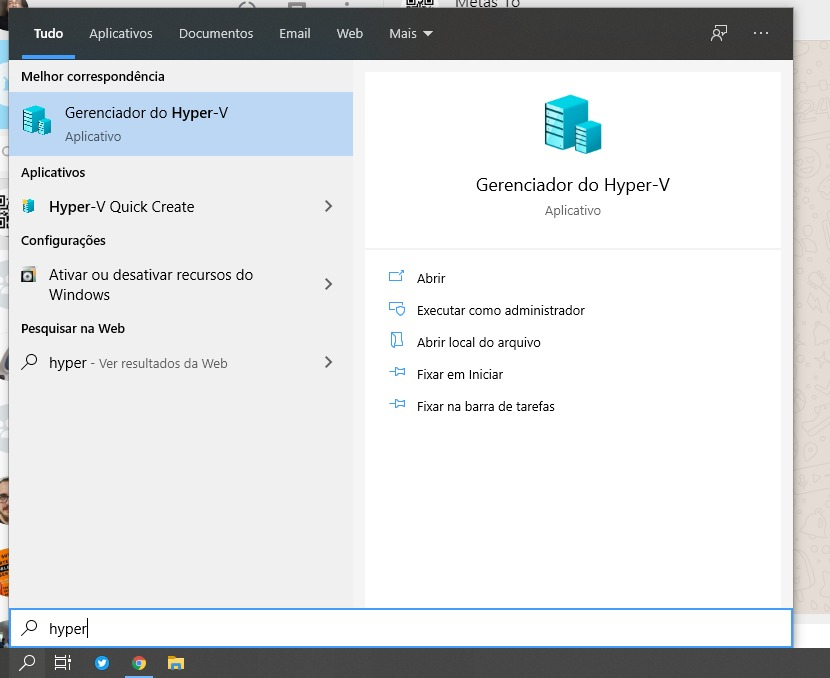 Metas To
Tudo Aplicativos Documentos Email Web Mais
Melhor correspondência
Gerenciador do Hyper-V
Aplicativo
Aplicativos
Hyper-V Quick Create
Configurações
Ativar ou desativar recursos do
Windows
Pesquisar na Web
hyper - Ver resultados da Web
Gerenciador do Hyper-V
Aplicativo
Abrir
Executar como administrador
Abrir local do arquivo
Fixar em Iniciar
Fixar na barra de tarefas
hyper